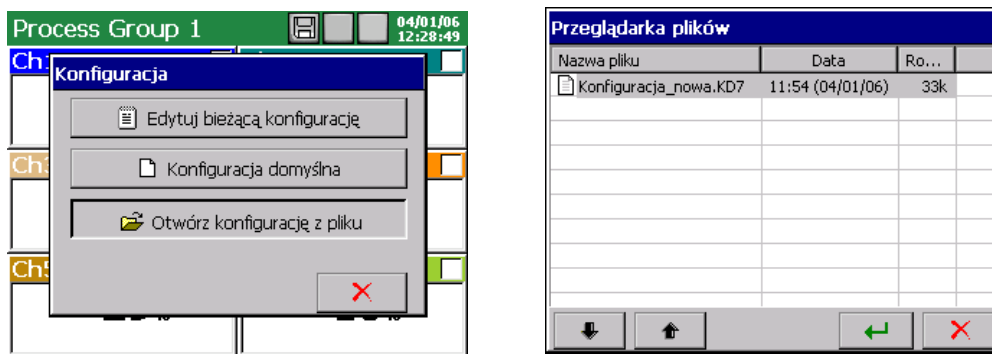 Process Group 1
04/01/06
12:28:49
Ch1
Konfiguracja
Edytuj bieżącą konfigurację
Konfiguracja domyślna
Otwórz konfigurację z pliku
Ch3
Ch5
Przeglądarka plików
Nazwa pliku Data Ro...
Konfiguracja_nowa.KD7 11:54 (04/01/06) 33k